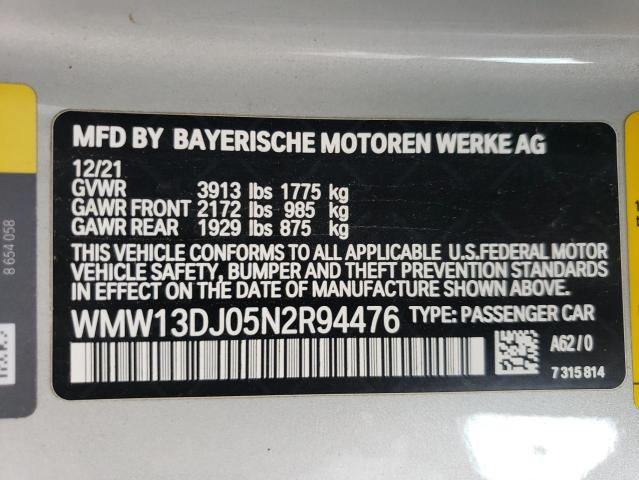 MFD BY BAYERISCHE MOTOREN WERKE AG
12/21
GVWR 3913 lbs 1775 kg
GAWR FRONT 2172 lbs 985 kg
GAWR REAR 1929 lbs 875 kg
THIS VEHICLE CONFORMS TO ALL APPLICABLE U.S.FEDERAL MOTOR
VEHICLE SAFETY, BUMPER AND THEFT PREVENTION STANDARDS
IN EFFECT ON THE DATE OF MANUFACTURE SHOWN ABOVE.
WMW13DJ05N2R94476 TYPE: PASSENGER CAR
A62/0
7 315 814
8 654 058